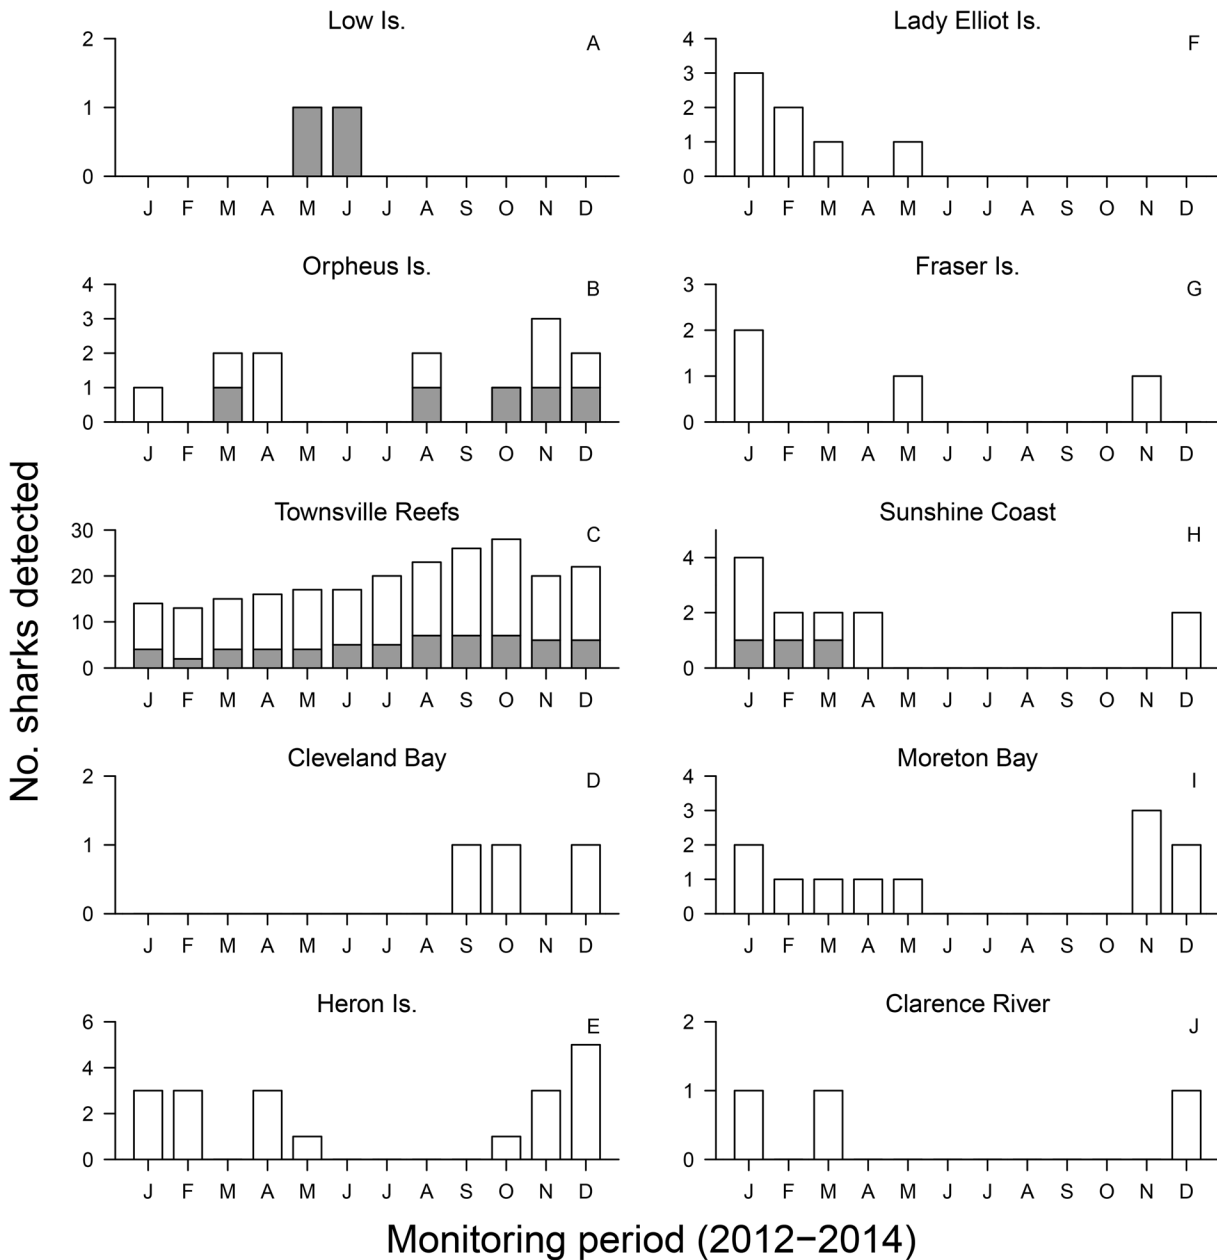 No. sharks detected
Low Is.
A
2
1
0
J F M A M J J A S O N D
Orpheus Is.
B
4
3
2
1
0
J F M A M J J A S O N D
Townsville Reefs
C
30
20
10
0
J F M A M J J A S O N D
Cleveland Bay
D
2
1
0
J F M A M J J A S O N D
Heron Is.
E
6
4
2
0
J F M A M J J A S O N D
Lady Elliot Is.
F
4
3
2
1
0
J F M A M J J A S O N D
Fraser Is.
G
3
2
1
0
J F M A M J J A S O N D
Sunshine Coast
H
4
2
0
J F M A M J J A S O N D
Moreton Bay
I
4
3
2
1
0
J F M A M J J A S O N D
Clarence River
J
2
1
0
J F M A M J J A S O N D
Monitoring period (2012−2014)